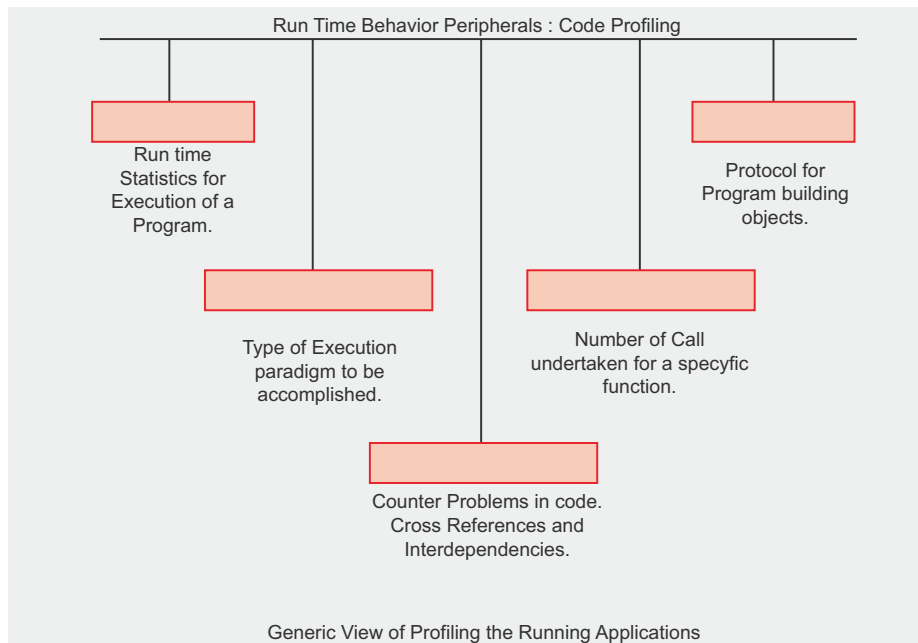 Run Time Behavior Peripherals : Code Profiling
Run time
Statistics for
Execution of a
Program.
Protocol for
Program building
objects.
Type of Execution
paradigm to be
accomplished.
Number of Call
undertaken for a specyfic
function.
Counter Problems in code.
Cross References and
Interdependencies.
Generic View of Profiling the Running Applications